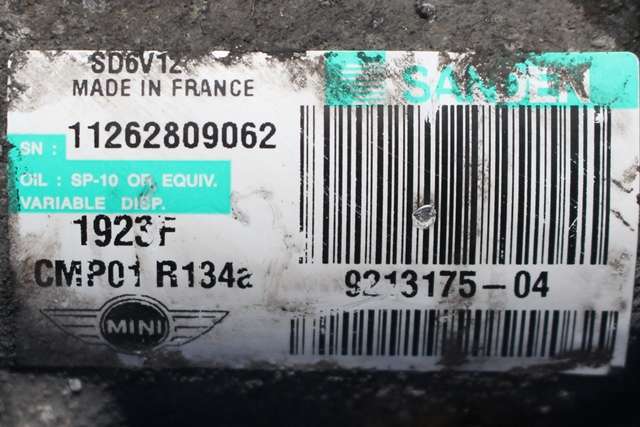 SD6V12
MADE IN FRANCE
SANDEN
SN : 11262809062
OIL : SP-10 OR EQUIV.
VARIABLE DISP.
1923F
CMP01 R134a
9213175-04
MINI